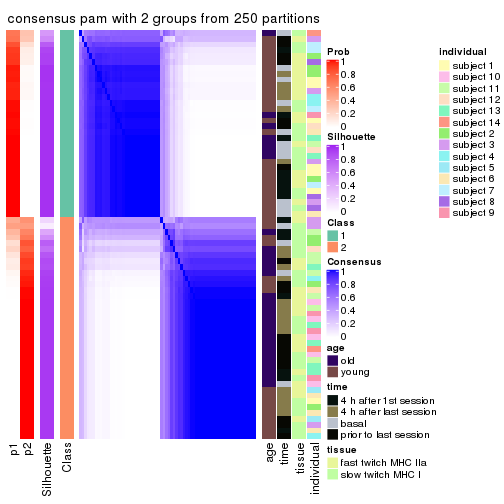 consensus pam with 2 groups from 250 partitions
Prob
1
0.8
0.6
0.4
0.2
0
Silhouette
1
0.8
0.6
0.4
0.2
0
Class
1
2
Consensus
1
0.8
0.6
0.4
0.2
0
age
old
young
time
4 h after 1st session
4 h after last session
basal
prior to last session
tissue
fast twitch MHC IIa
slow twitch MHC I
individual
subject 1
subject 10
subject 11
subject 12
subject 13
subject 14
subject 2
subject 3
subject 4
subject 5
subject 6
subject 7
subject 8
subject 9
p1
p2
Silhouette
Class
age
time
tissue
individual